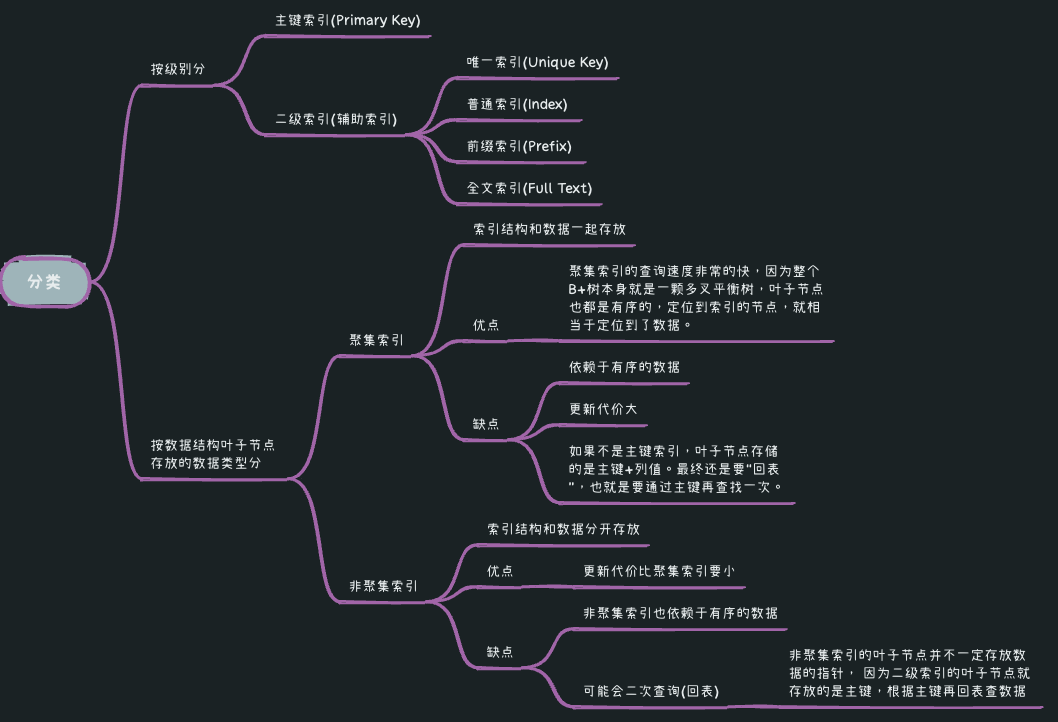 分类
按级别分
主键索引(Primary Key)
二级索引(辅助索引)
唯一索引(Unique Key)
普通索引(Index)
前缀索引(Prefix)
全文索引(Full Text)
按数据结构叶子节点
存放的数据类型分
聚集索引
索引结构和数据一起存放
优点
聚集索引的查询速度非常的快，因为整个
B+树本身就是一颗多叉平衡树，叶子节点
也都是有序的，定位到索引的节点，就相
当于定位到了数据。
缺点
依赖于有序的数据
更新代价大
如果不是主键索引，叶子节点存储
的是主键+列值。最终还是要"回表
"，也就是要通过主键再查找一次。
非聚集索引
索引结构和数据分开存放
优点
更新代价比聚集索引要小
缺点
非聚集索引也依赖于有序的数据
可能会二次查询(回表)
非聚集索引的叶子节点并不一定存放数
据的指针， 因为二级索引的叶子节点就
存放的是主键，根据主键再回表查数据